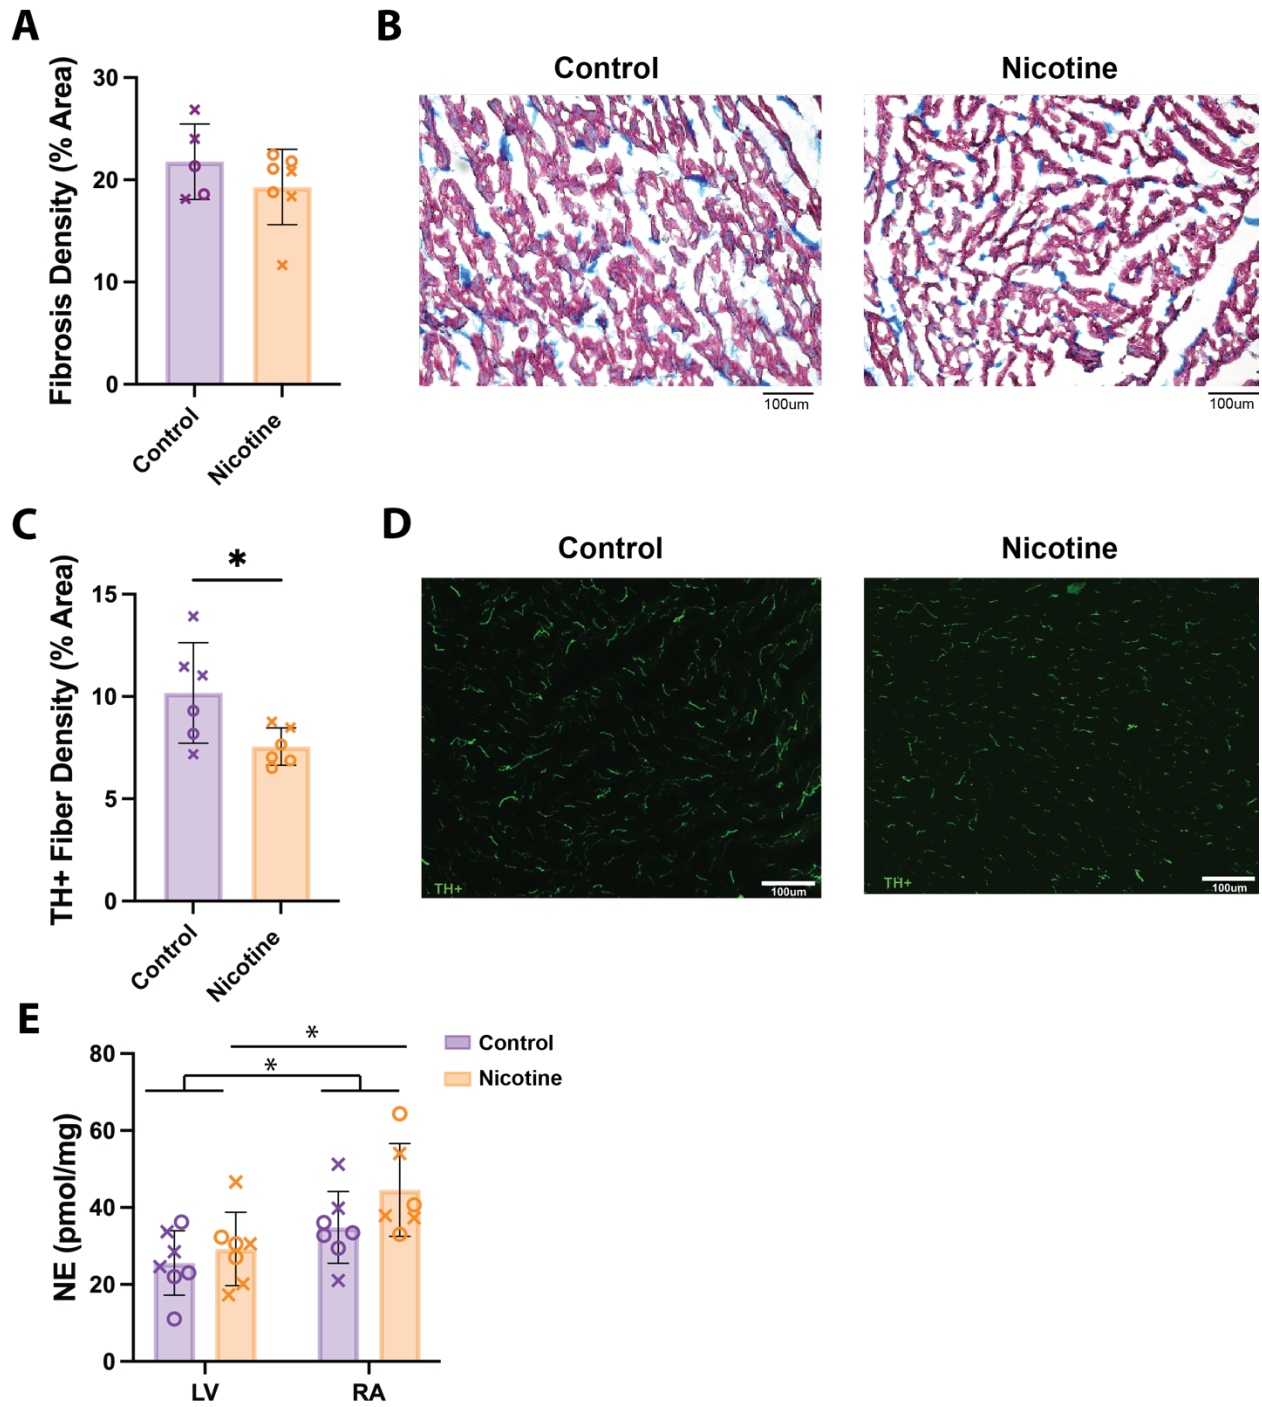 A
B
Control
Nicotine
Fibrosis Density (% Area)
30
20
10
0
Control
Nicotine
100um
100um
C
D
Control
Nicotine
*
TH+ Fiber Density (% Area)
15
10
5
0
Control
Nicotine
TH+
100um
TH+
100um
E
*
*
Control
Nicotine
NE (pmol/mg)
80
60
40
20
0
LV
RA